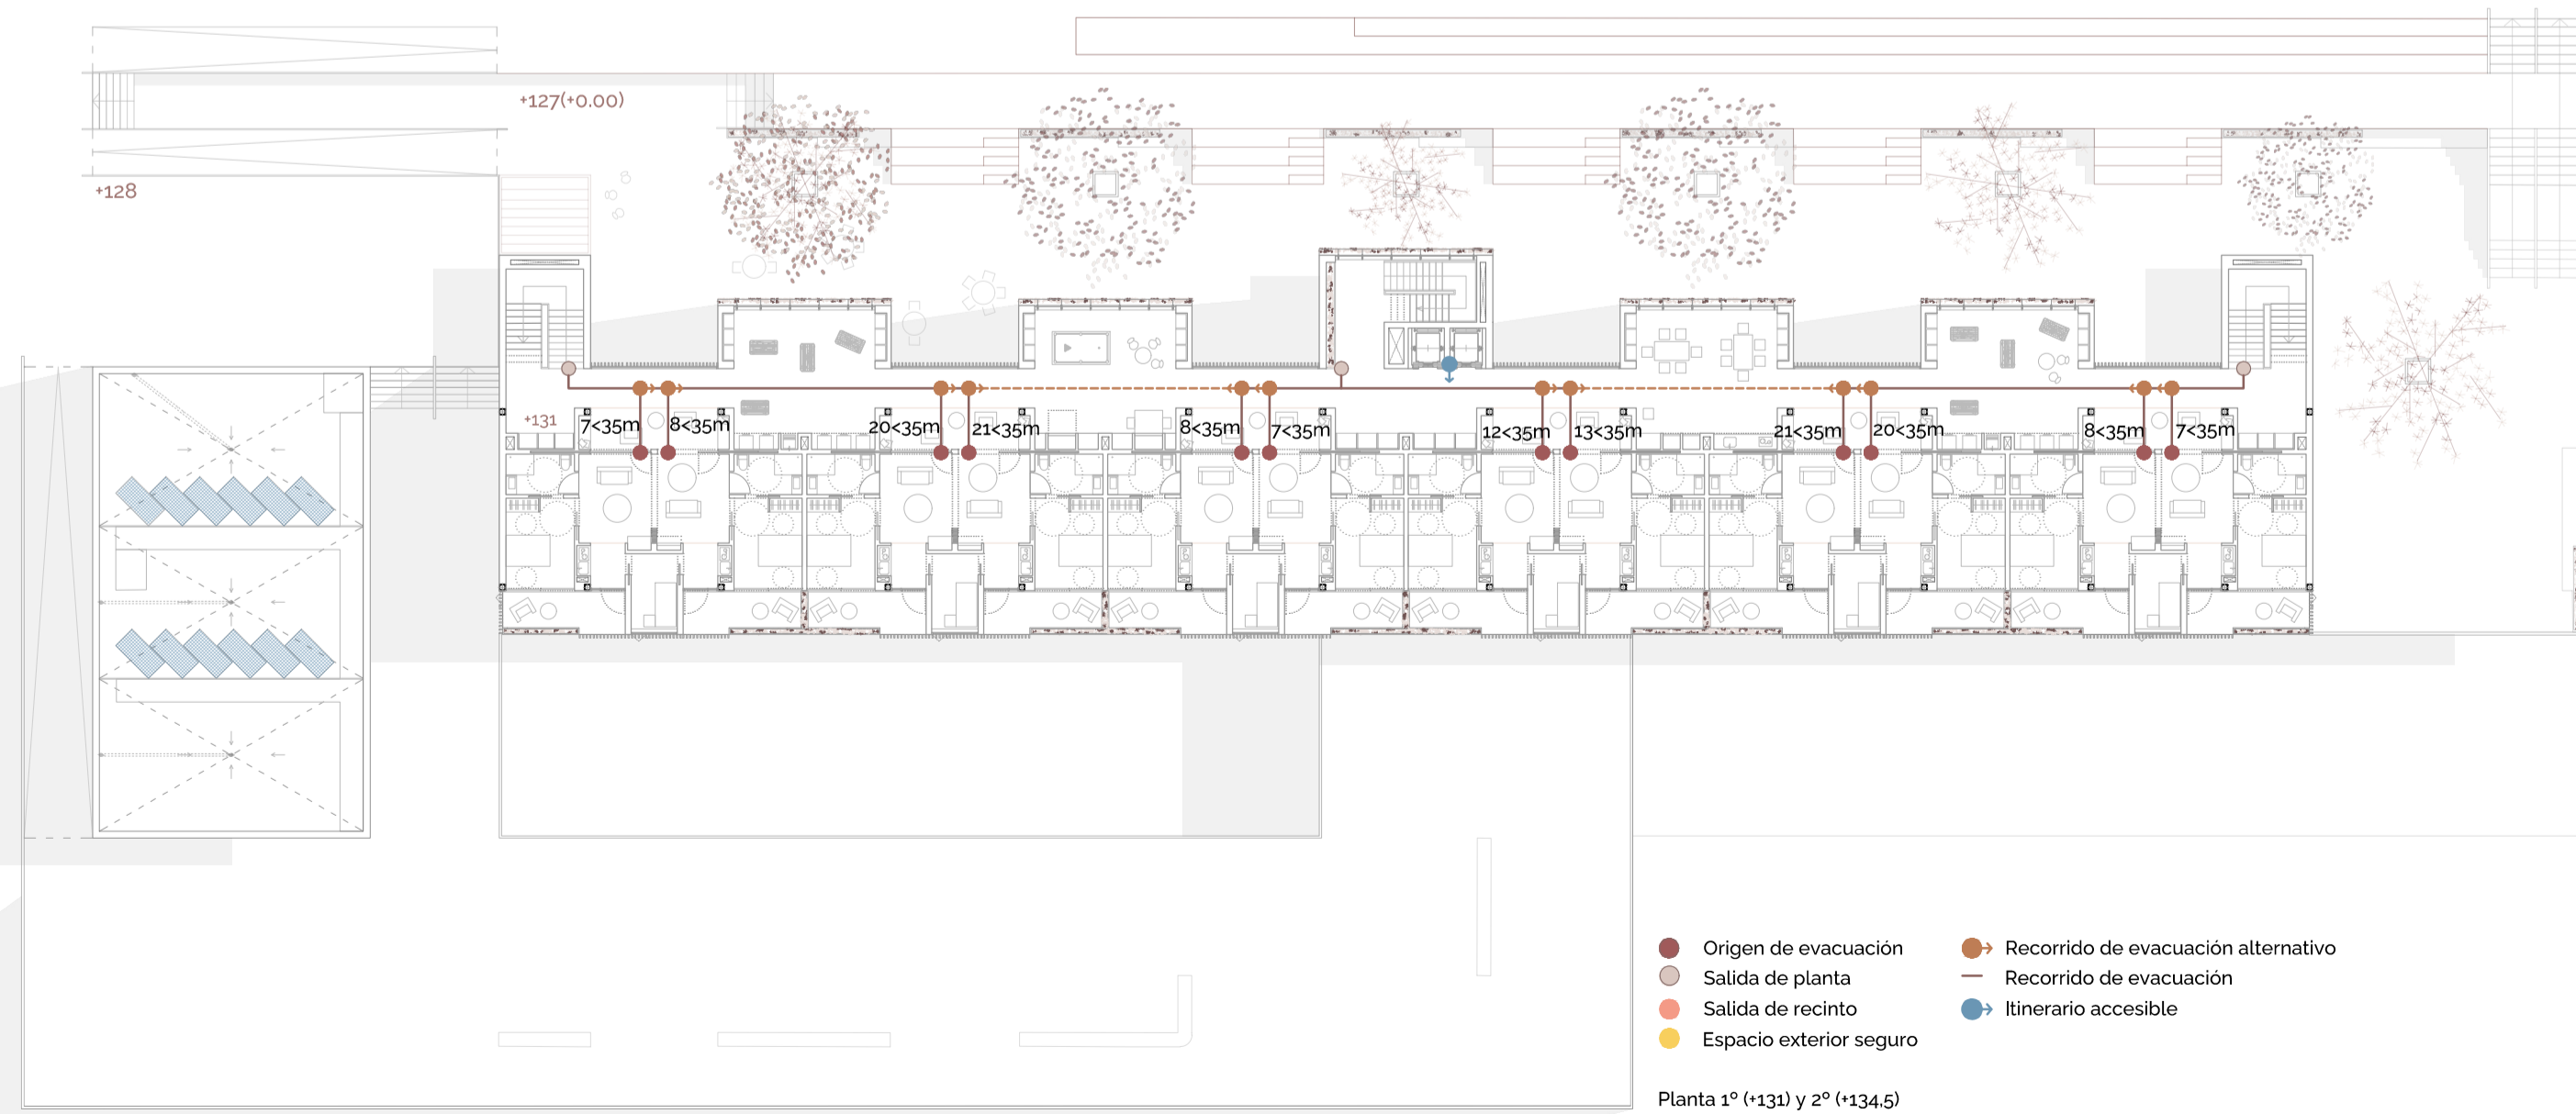 +127(+0.00)
+128
+131
7<35m
8<35m
20<35m
21<35m
8<35m
7<35m
12<35m
13<35m
21<35m
20<35m
8<35m
7<35m
Origen de evacuación
Salida de planta
Salida de recinto
Espacio exterior seguro
Recorrido de evacuación alternativo
Recorrido de evacuación
Itinerario accesible
Planta 1º (+131) y 2º (+134,5)